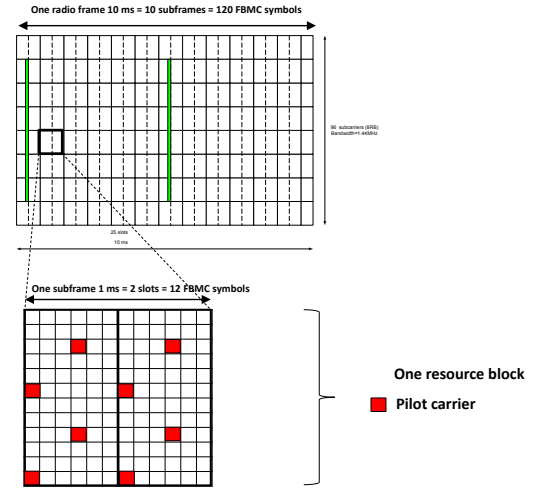 One radio frame 10 ms = 10 subframes = 120 FBMC symbols
96 subcarriers (8RB)
Bandwidth=1.44MHz
25 slots
10 ms
One subframe 1 ms = 2 slots = 12 FBMC symbols
One resource block
Pilot carrier